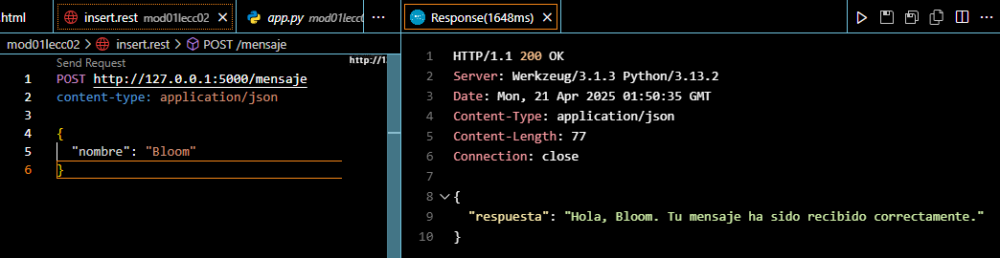 .html
insert.rest mod01lecc02
app.py mod01lecc
Response(1648ms)
mod01lecc02 > insert.rest > POST /mensaje
Send Request
http://1
1 POST http://127.0.0.1:5000/mensaje
2 content-type: application/json
3
4 {
5 "nombre": "Bloom"
6 }
1 HTTP/1.1 200 OK
2 Server: Werkzeug/3.1.3 Python/3.13.2
3 Date: Mon, 21 Apr 2025 01:50:35 GMT
4 Content-Type: application/json
5 Content-Length: 77
6 Connection: close
7
8 {
9 "respuesta": "Hola, Bloom. Tu mensaje ha sido recibido correctamente."
10 }